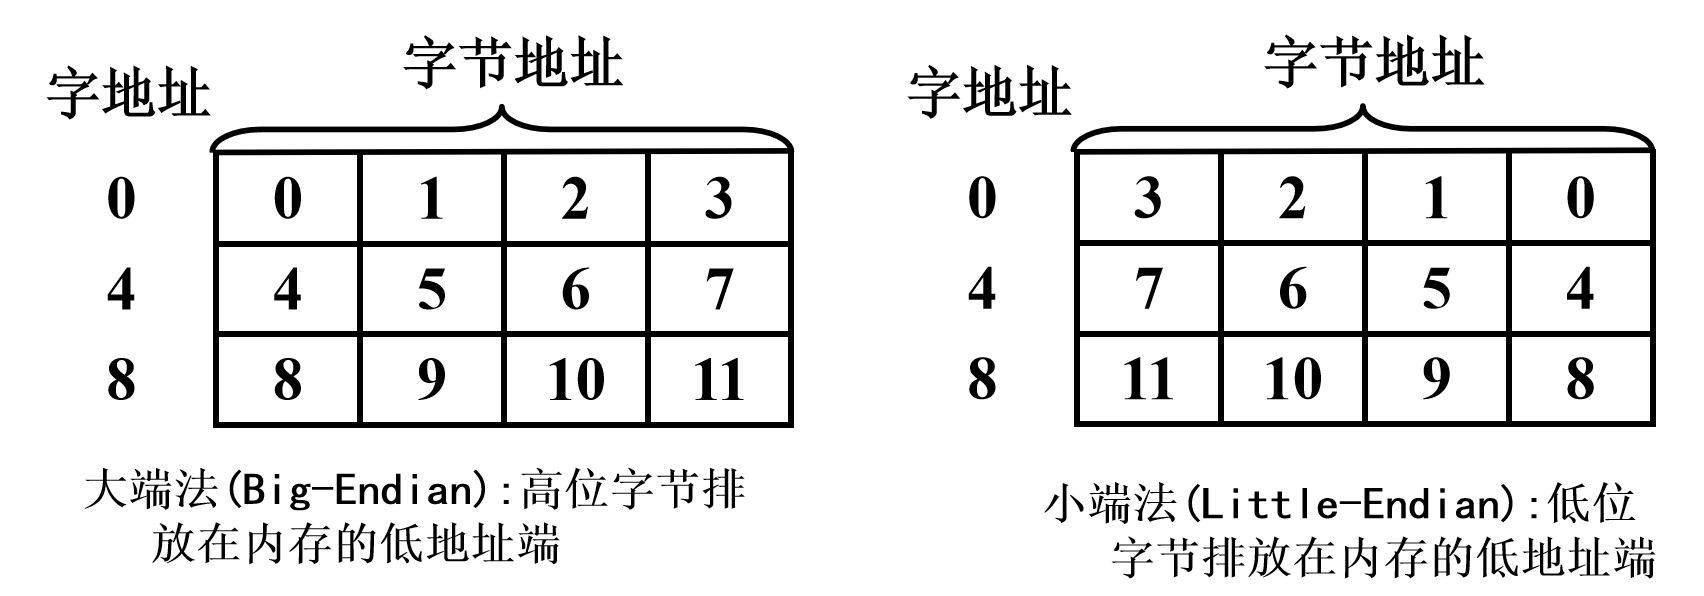 字地址 字节地址
0 0 1 2 3
4 4 5 6 7
8 8 9 10 11
大端法(Big-Endian):高位字节排
放在内存的低地址端
字地址 字节地址
0 3 2 1 0
4 7 6 5 4
8 11 10 9 8
小端法(Little-Endian):低位
字节排放在内存的低地址端